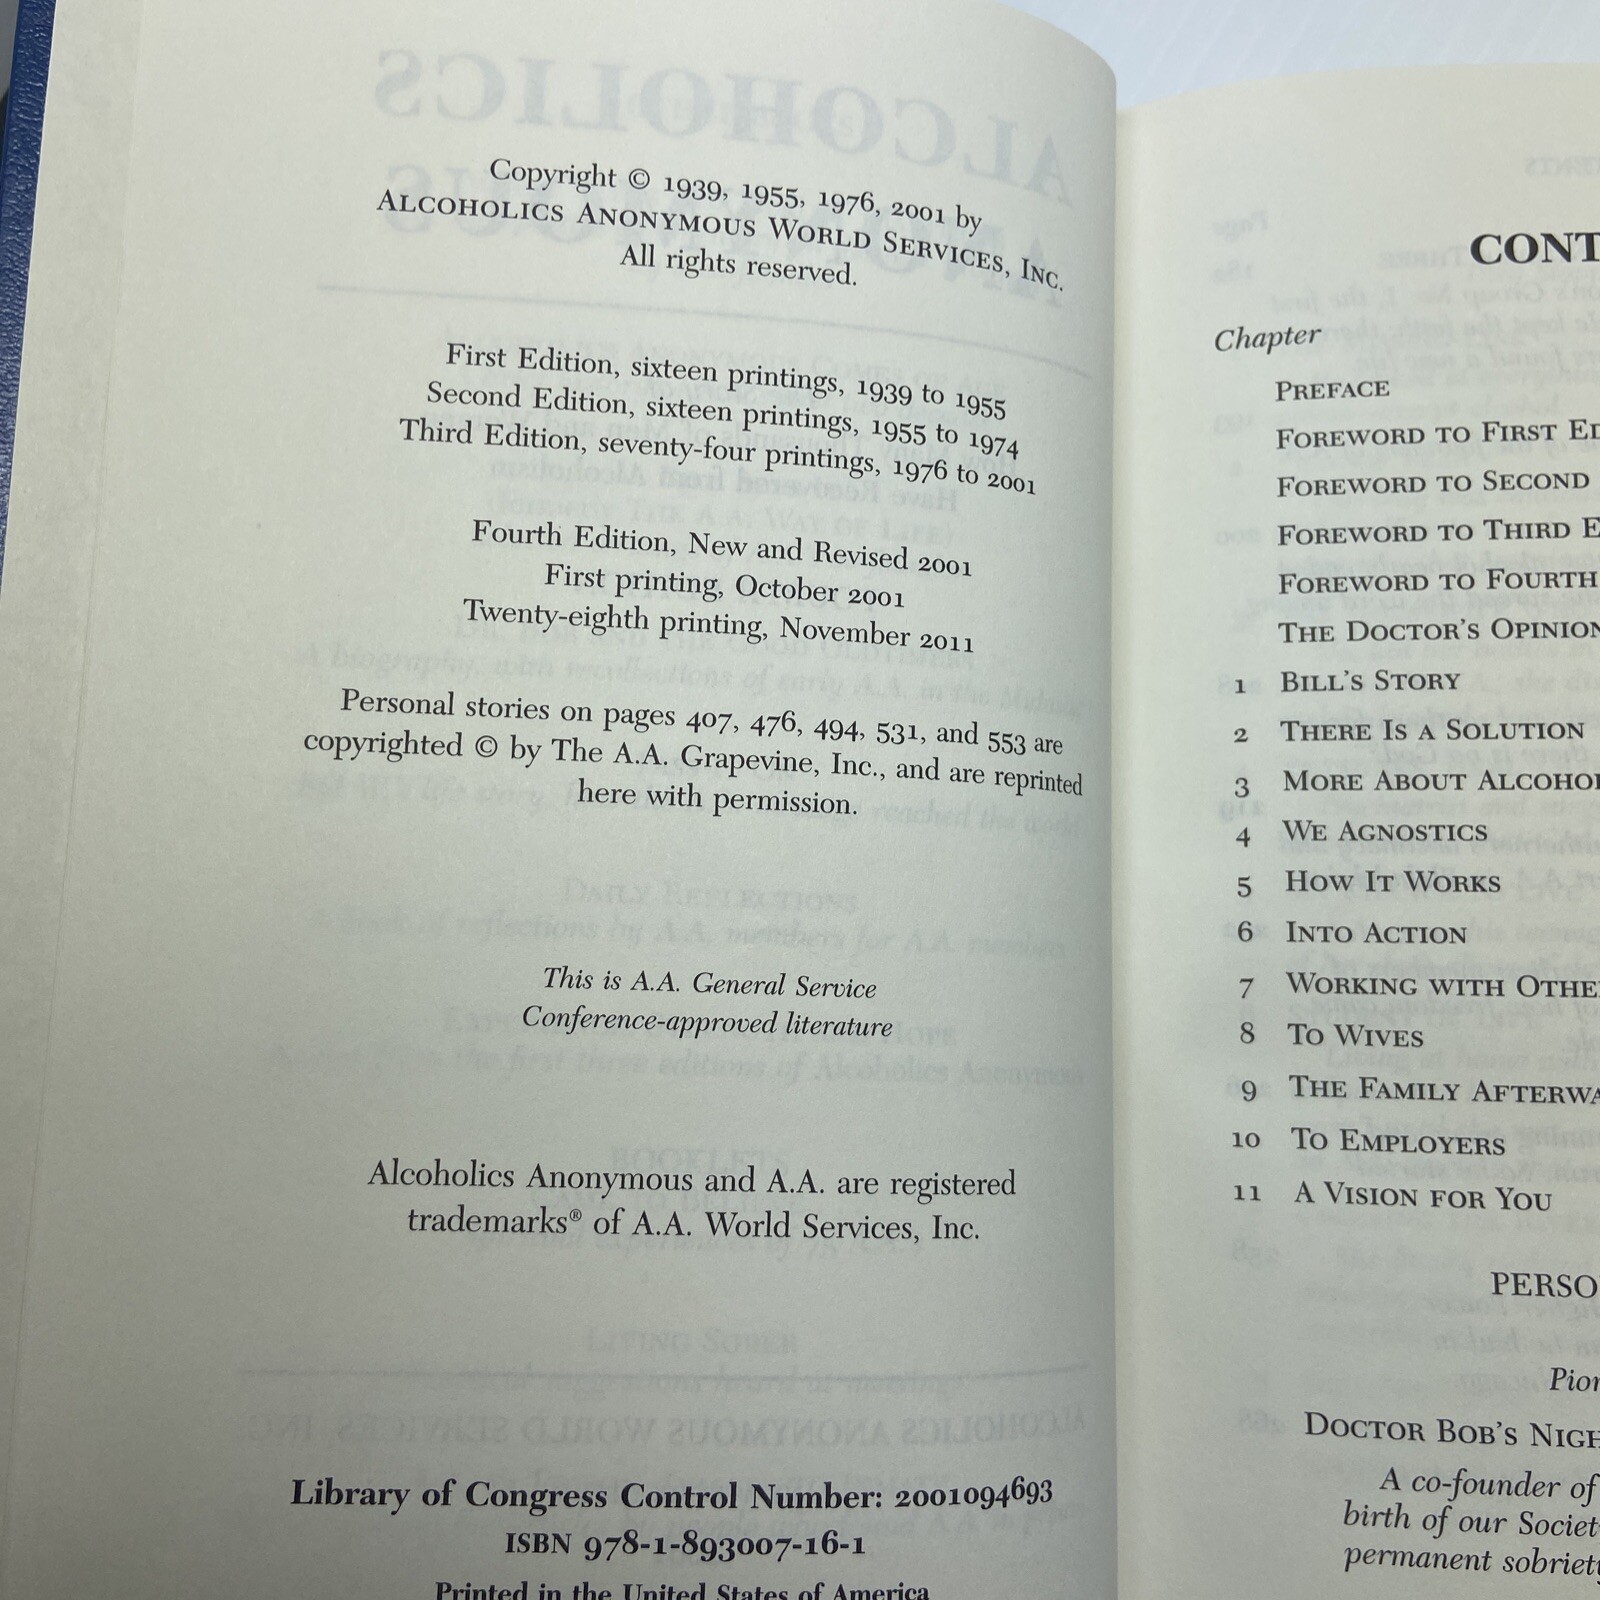 Copyright © 1939, 1955, 1976, 2001 by
ALCOHOLICS ANONYMOUS WORLD SERVICES, INC.
All rights reserved.
First Edition, sixteen printings, 1939 to 1955
Second Edition, sixteen printings, 1955 to 1974
Third Edition, seventy-four printings, 1976 to 2001
Fourth Edition, New and Revised 2001
First printing, October 2001
Twenty-eighth printing, November 2011
Personal stories on pages 407, 476, 494, 531, and 553 are
copyrighted © by The A.A. Grapevine, Inc., and are reprinted
here with permission.
This is A.A. General Service
Conference-approved literature
Alcoholics Anonymous and A.A. are registered
trademarks® of A.A. World Services, Inc.
Library of Congress Control Number: 2001094693
ISBN 978-1-893007-16-1
Printed in the United States of America
CONT
Chapter
PREFACE
FOREWORD TO FIRST ED
FOREWORD TO SECOND
FOREWORD TO THIRD E
FOREWORD TO FOURTH
THE DOCTOR'S OPINION
1 BILL'S STORY
2 THERE IS A SOLUTION
3 MORE ABOUT ALCOHOL
4 WE AGNOSTICS
5 HOW IT WORKS
6 INTO ACTION
7 WORKING WITH OTHE
8 TO WIVES
9 THE FAMILY AFTERWA
10 TO EMPLOYERS
11 A VISION FOR YOU
PERSO
Pion
DOCTOR BOB'S NIGH
A co-founder of
birth of our Societ
permanent sobriety